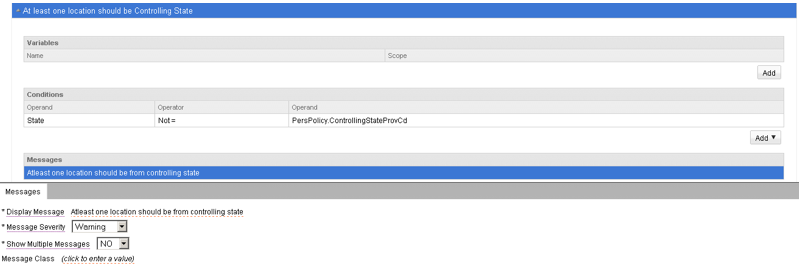 At least one location should be Controlling State
Variables
Name Scope
Add
Conditions
Operand Operator Operand
State Not = PersPolicy.ControllingStateProvCd
Add
Messages
Atleast one location should be from controlling state
Messages
* Display Message Atleast one location should be from controlling state
* Message Severity Warning
* Show Multiple Messages NO
Message Class (click to enter a value)